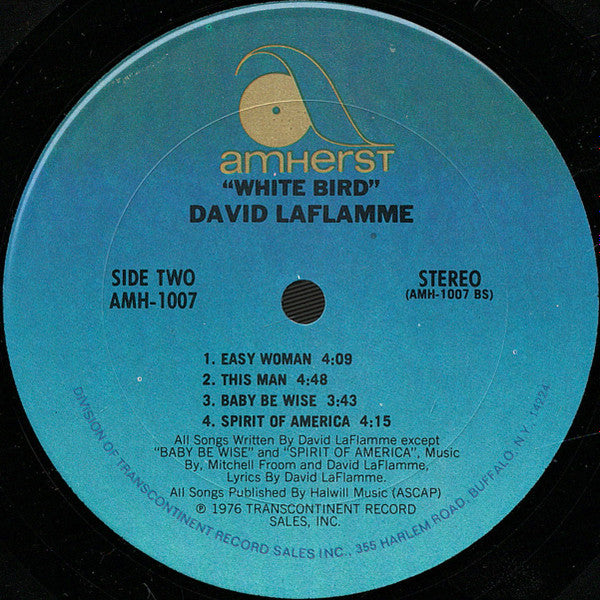 amherst
“WHITE BIRD”
DAVID LAFLAMME
SIDE TWO
AMH-1007
STEREO
(AMH-1007 BS)
1. EASY WOMAN 4:09
2. THIS MAN 4:48
3. BABY BE WISE 3:43
4. SPIRIT OF AMERICA 4:15
All Songs Written By David LaFlamme except
“BABY BE WISE” and “SPIRIT OF AMERICA”, Music
By, Mitchell Froom and David LaFlamme,
Lyrics By David LaFlamme.
All Songs Published By Halwill Music (ASCAP)
℗ 1976 TRANSCONTINENT RECORD
SALES, INC.
DIVISION OF TRANSCONTINENT RECORD SALES INC., 355 HARLEM ROAD, BUFFALO, N.Y. 14224